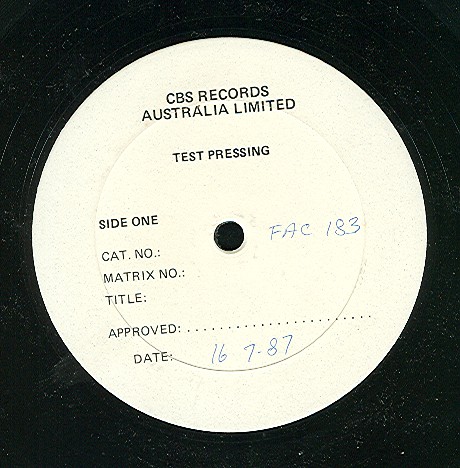 CBS RECORDS
AUSTRALIA LIMITED
TEST PRESSING
SIDE ONE
FAC 183
CAT. NO.:
MATRIX NO.:
TITLE:
APPROVED: .......................
DATE: 16 7-87